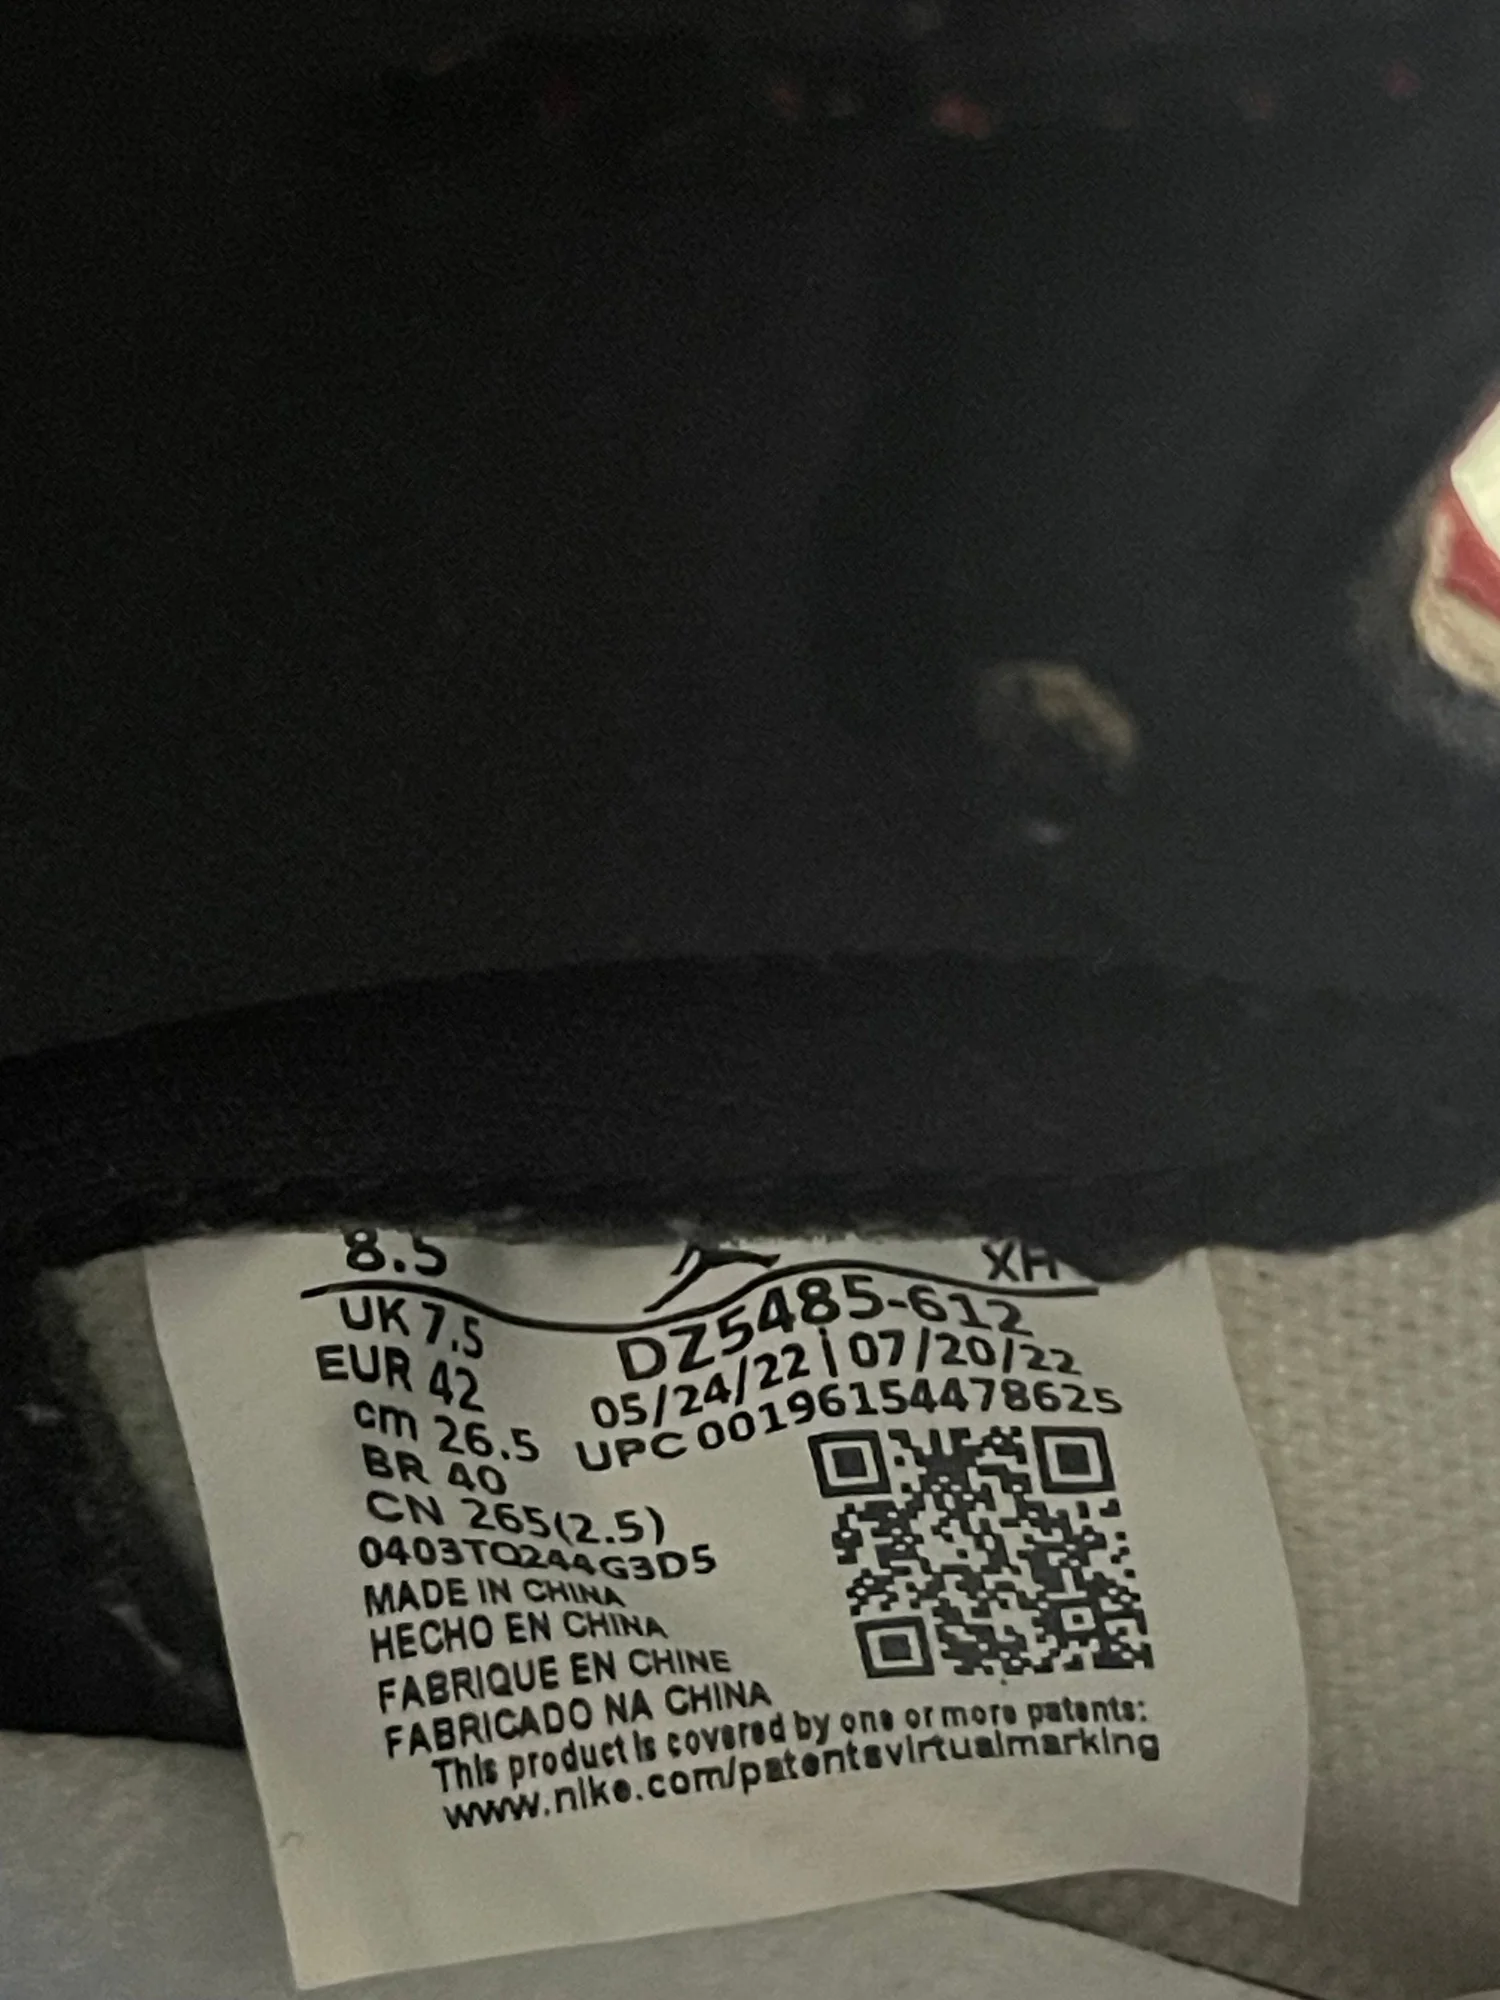 8.5
XH
UK 7.5
DZ5485-612
EUR 42
05/24/22 | 07/20/22
cm 26.5
UPC 00196154478625
BR 40
CN 265(2.5)
0403TQ244G3D5
MADE IN CHINA
HECHO EN CHINA
FABRIQUE EN CHINE
FABRICADO NA CHINA
This product is covered by one or more patents:
www.nike.com/patentsvirtualmarking